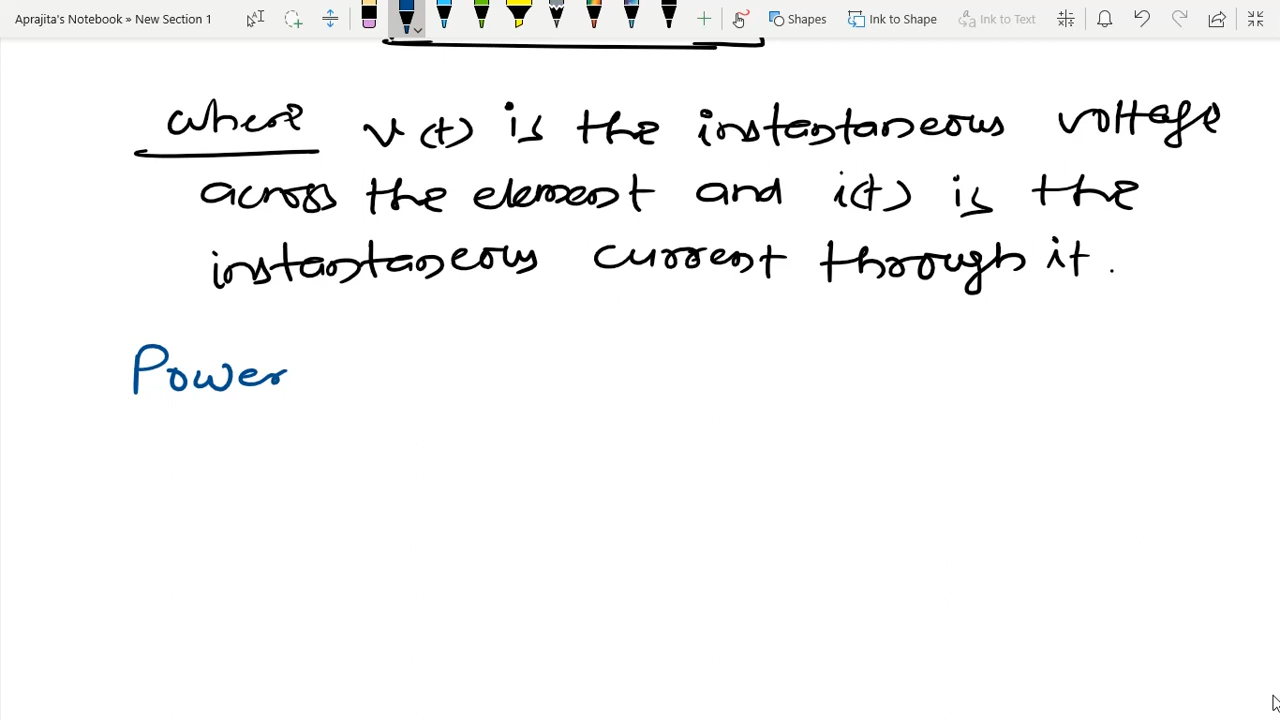 Aprajita's Notebook » New Section 1
Shapes
Ink to Shape
Ink to Text
where v(t) is the instantaneous voltage
across the element and i(t) is the
instantaneous current through it.
Power